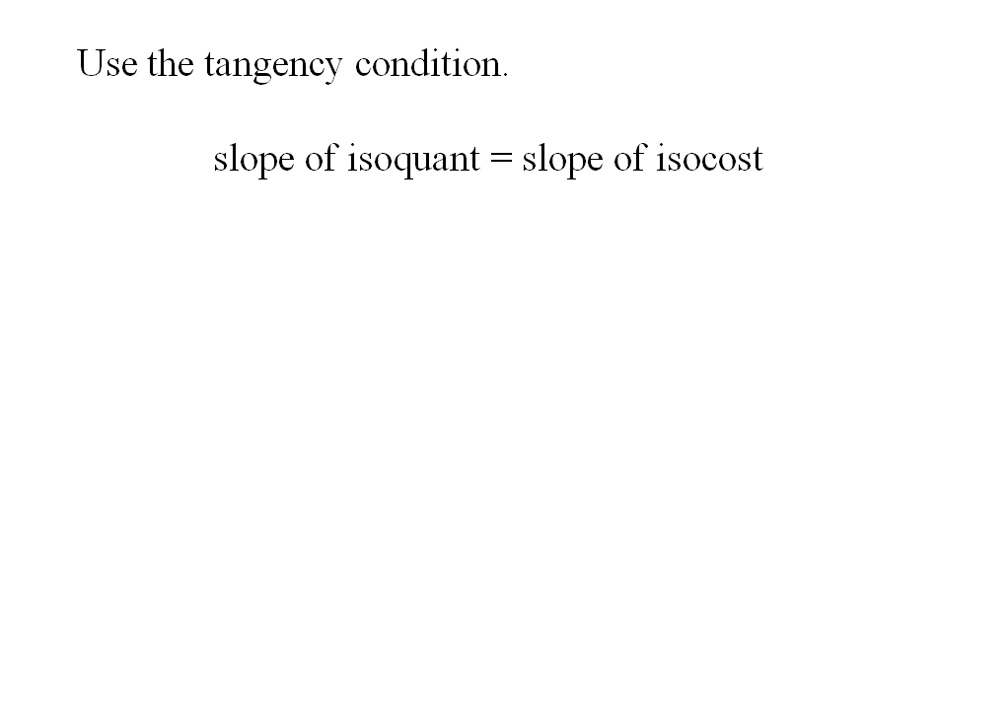 Use the tangency condition.
slope of isoquant = slope of isocost